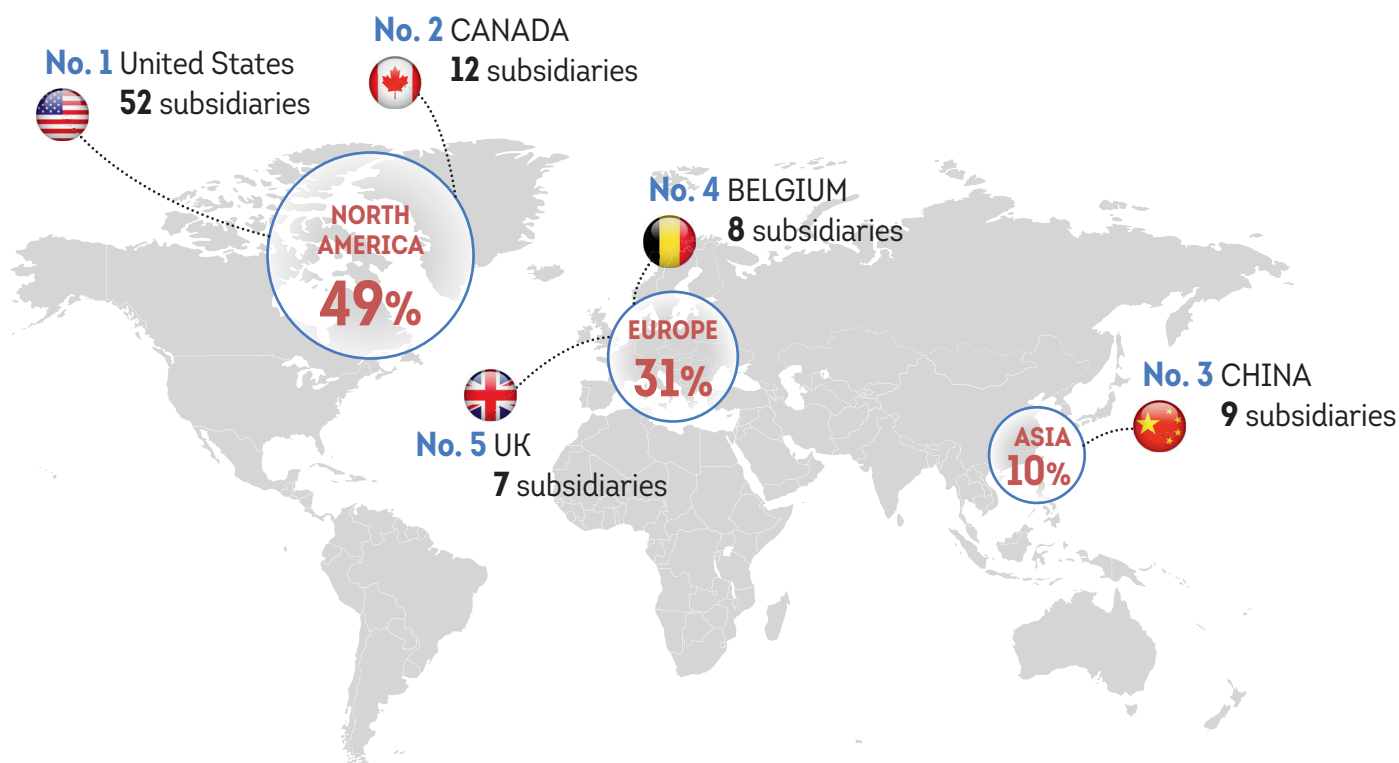 No. 1 United States
52 subsidiaries
No. 2 CANADA
12 subsidiaries
NORTH
AMERICA
49%
No. 4 BELGIUM
8 subsidiaries
EUROPE
31%
No. 5 UK
7 subsidiaries
No. 3 CHINA
9 subsidiaries
ASIA
10%